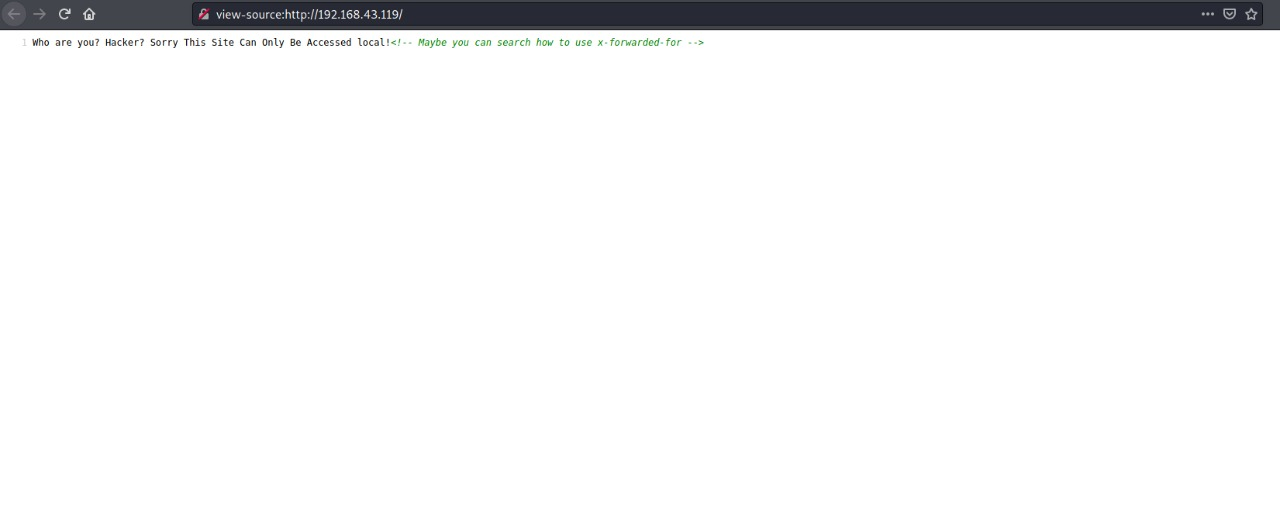 view-source:http://192.168.43.119/
1 Who are you? Hacker? Sorry This Site Can Only Be Accessed local!<!-- Maybe you can search how to use x-forwarded-for -->